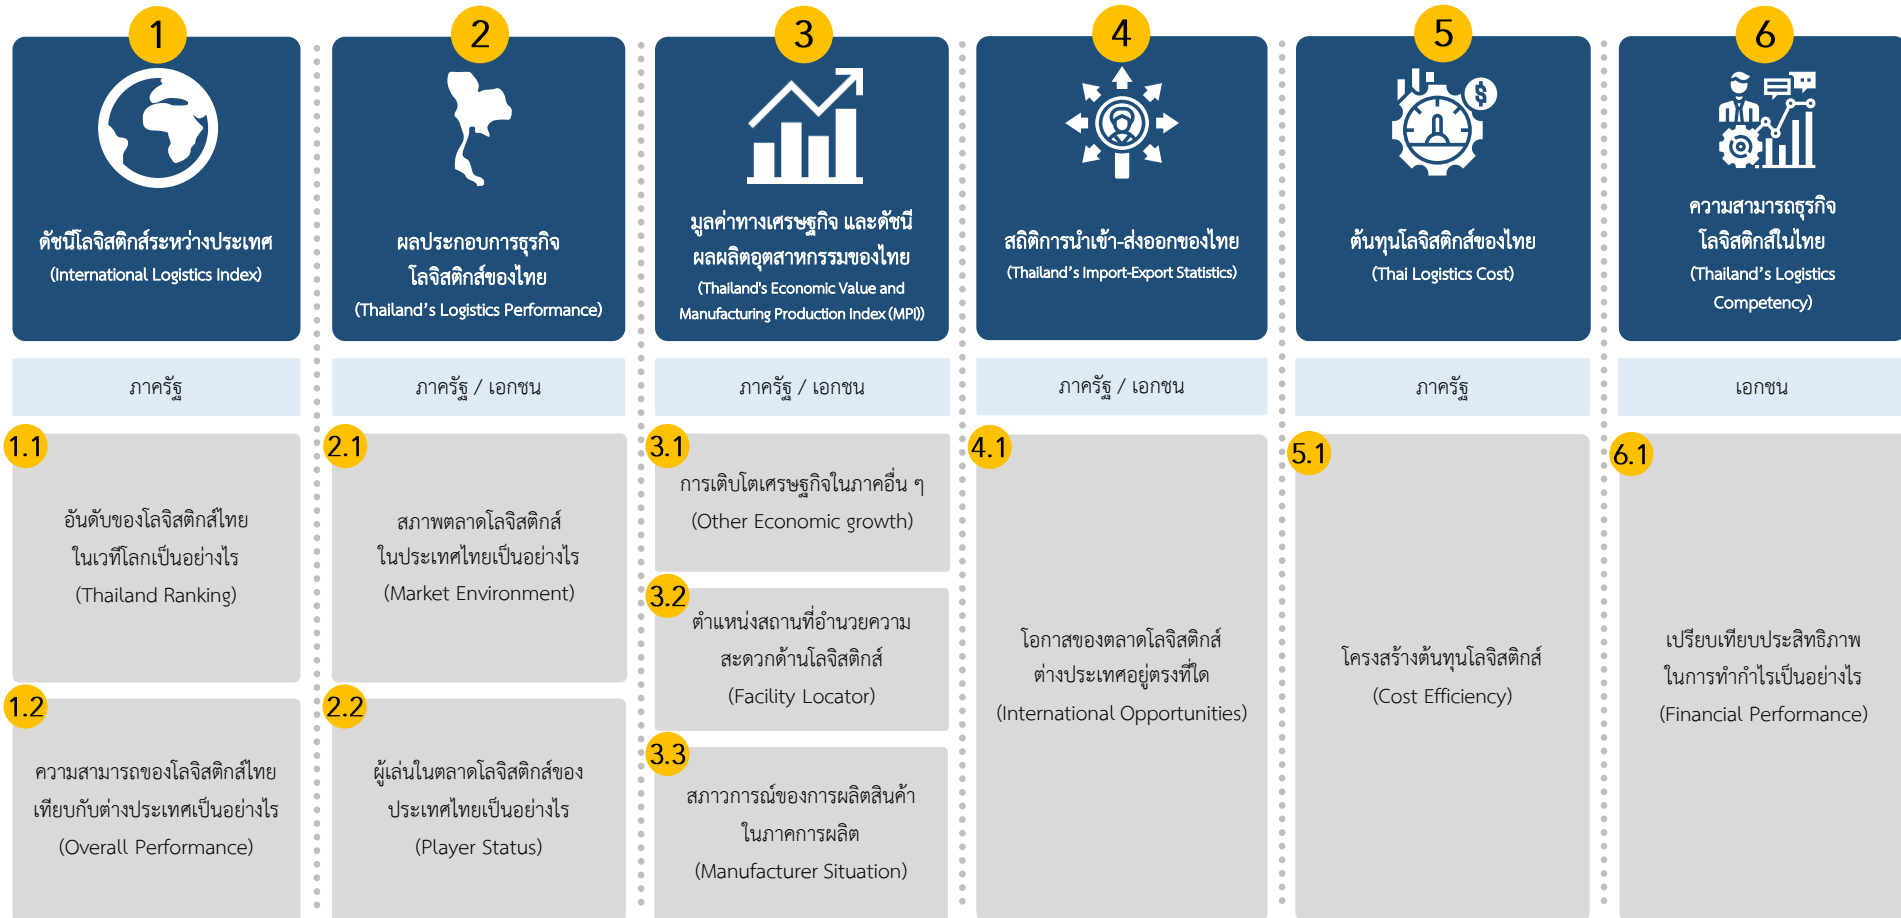 1
ดัชนีโลจิสติกส์ระหว่างประเทศ
(International Logistics Index)
ภาครัฐ
1.1
อันดับของโลจิสติกส์ไทย
ในเวทีโลกเป็นอย่างไร
(Thailand Ranking)
1.2
ความสามารถของโลจิสติกส์ไทย
เทียบกับต่างประเทศเป็นอย่างไร
(Overall Performance)
2
ผลประกอบการธุรกิจ
โลจิสติกส์ของไทย
(Thailand's Logistics Performance)
ภาครัฐ / เอกชน
2.1
สภาพตลาดโลจิสติกส์
ในประเทศไทยเป็นอย่างไร
(Market Environment)
2.2
ผู้เล่นในตลาดโลจิสติกส์ของ
ประเทศไทยเป็นอย่างไร
(Player Status)
3
มูลค่าทางเศรษฐกิจ และดัชนี
ผลผลิตอุตสาหกรรมของไทย
(Thailand's Economic Value and
Manufacturing Production Index (MPI))
ภาครัฐ / เอกชน
3.1
การเติบโตเศรษฐกิจในภาคอื่น ๆ
(Other Economic growth)
3.2
ตำแหน่งสถานที่อำนวยความ
สะดวกด้านโลจิสติกส์
(Facility Locator)
3.3
สภาวการณ์ของการผลิตสินค้า
ในภาคการผลิต
(Manufacturer Situation)
4
สถิติการนำเข้า-ส่งออกของไทย
(Thailand's Import-Export Statistics)
ภาครัฐ / เอกชน
4.1
โอกาสของตลาดโลจิสติกส์
ต่างประเทศอยู่ตรงที่ใด
(International Opportunities)
5
$
ต้นทุนโลจิสติกส์ของไทย
(Thai Logistics Cost)
ภาครัฐ
5.1
โครงสร้างต้นทุนโลจิสติกส์
(Cost Efficiency)
6
ความสามารถธุรกิจ
โลจิสติกส์ในไทย
(Thailand's Logistics
Competency)
เอกชน
6.1
เปรียบเทียบประสิทธิภาพ
ในการทำกำไรเป็นอย่างไร
(Financial Performance)